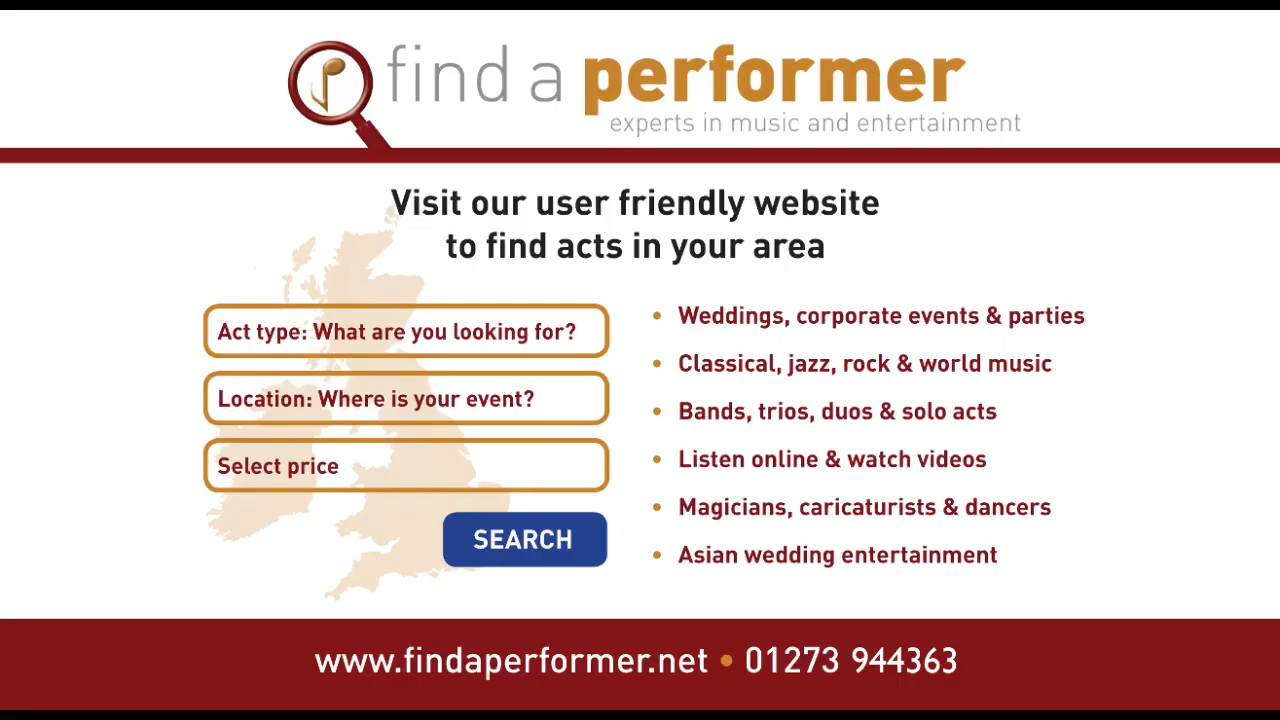 find a performer
experts in music and entertainment
Visit our user friendly website
to find acts in your area
Act type: What are you looking for?
Location: Where is your event?
Select price
SEARCH
• Weddings, corporate events & parties
• Classical, jazz, rock & world music
• Bands, trios, duos & solo acts
• Listen online & watch videos
• Magicians, caricaturists & dancers
• Asian wedding entertainment
www.findaperformer.net • 01273 944363